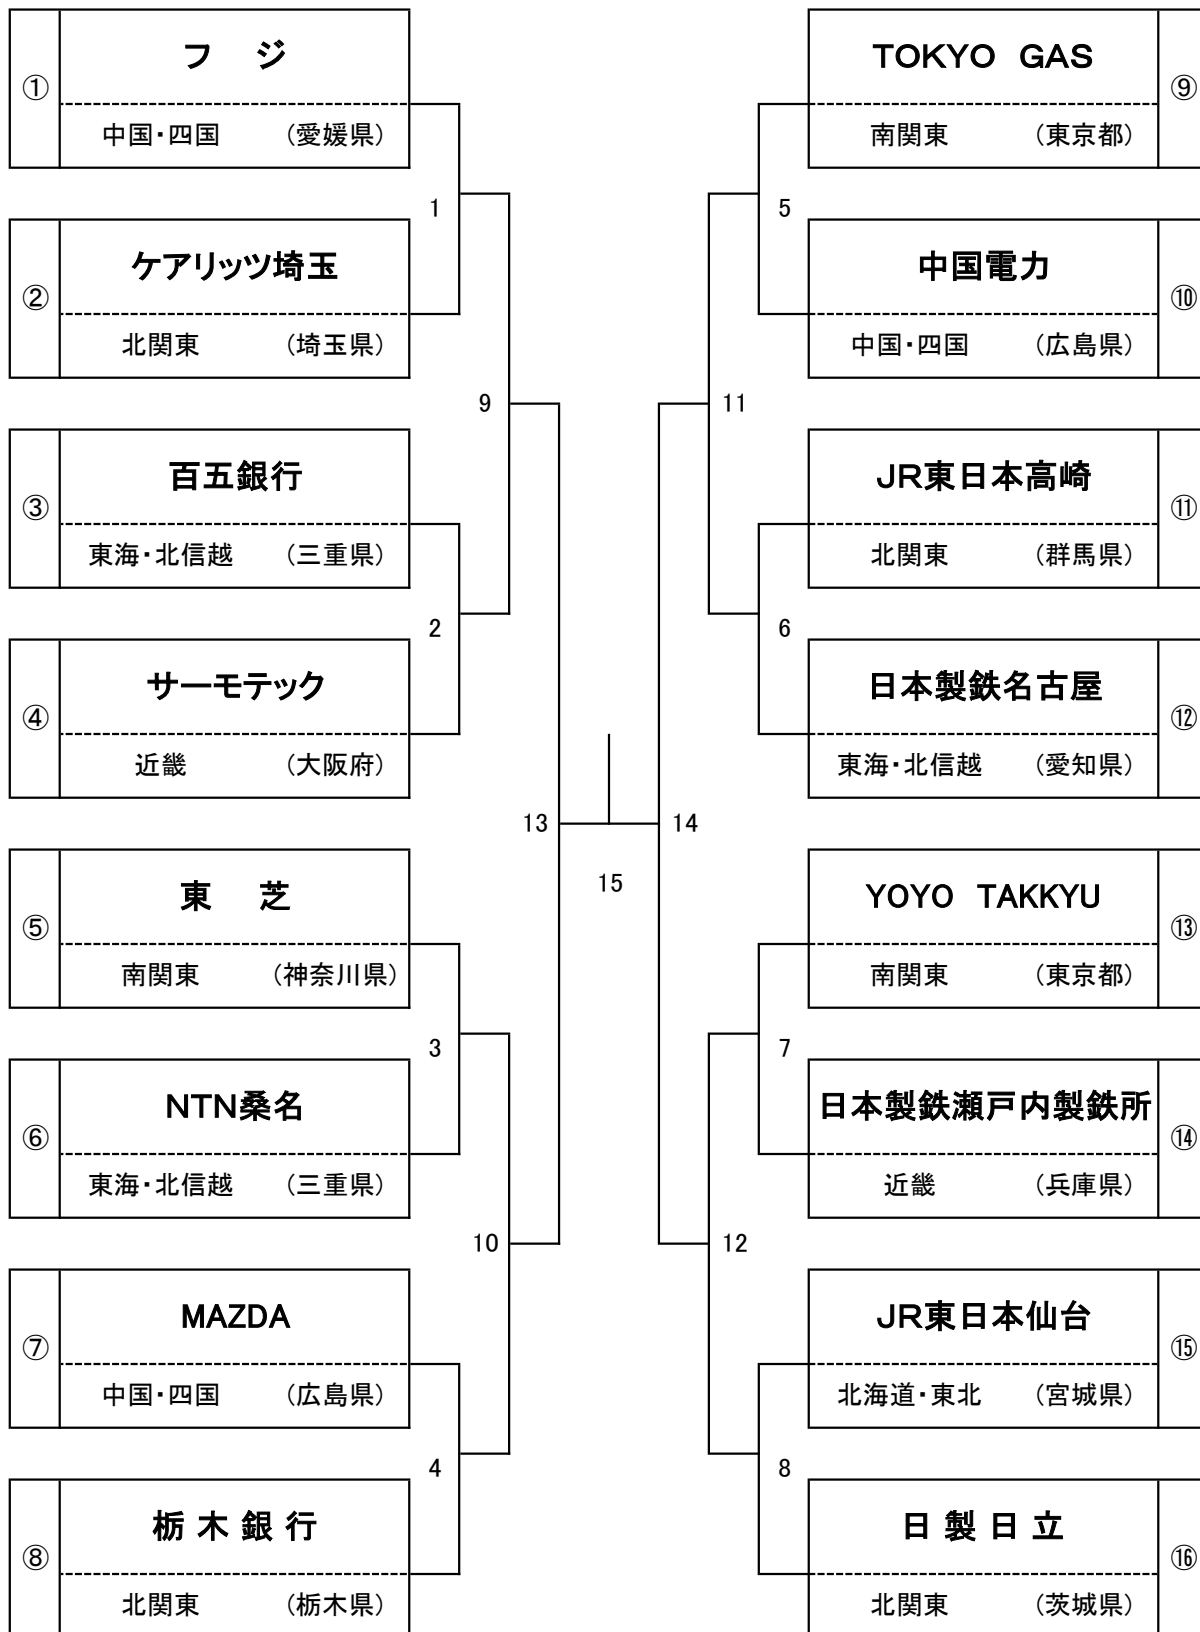 ①
フ ジ
中国・四国 (愛媛県)
②
ケアリッツ埼玉
北関東 (埼玉県)
1
③
百五銀行
東海・北信越 (三重県)
④
サーモテック
近畿 (大阪府)
2
9
⑤
東 芝
南関東 (神奈川県)
⑥
NTN桑名
東海・北信越 (三重県)
3
⑦
MAZDA
中国・四国 (広島県)
⑧
栃 木 銀 行
北関東 (栃木県)
4
10
13
15
14
TOKYO GAS
南関東 (東京都)
⑨
中国電力
中国・四国 (広島県)
⑩
5
JR東日本高崎
北関東 (群馬県)
⑪
日本製鉄名古屋
東海・北信越 (愛知県)
⑫
6
11
YOYO TAKKYU
南関東 (東京都)
⑬
日本製鉄瀬戸内製鉄所
近畿 (兵庫県)
⑭
7
JR東日本仙台
北海道・東北 (宮城県)
⑮
日 製 日 立
北関東 (茨城県)
⑯
8
12